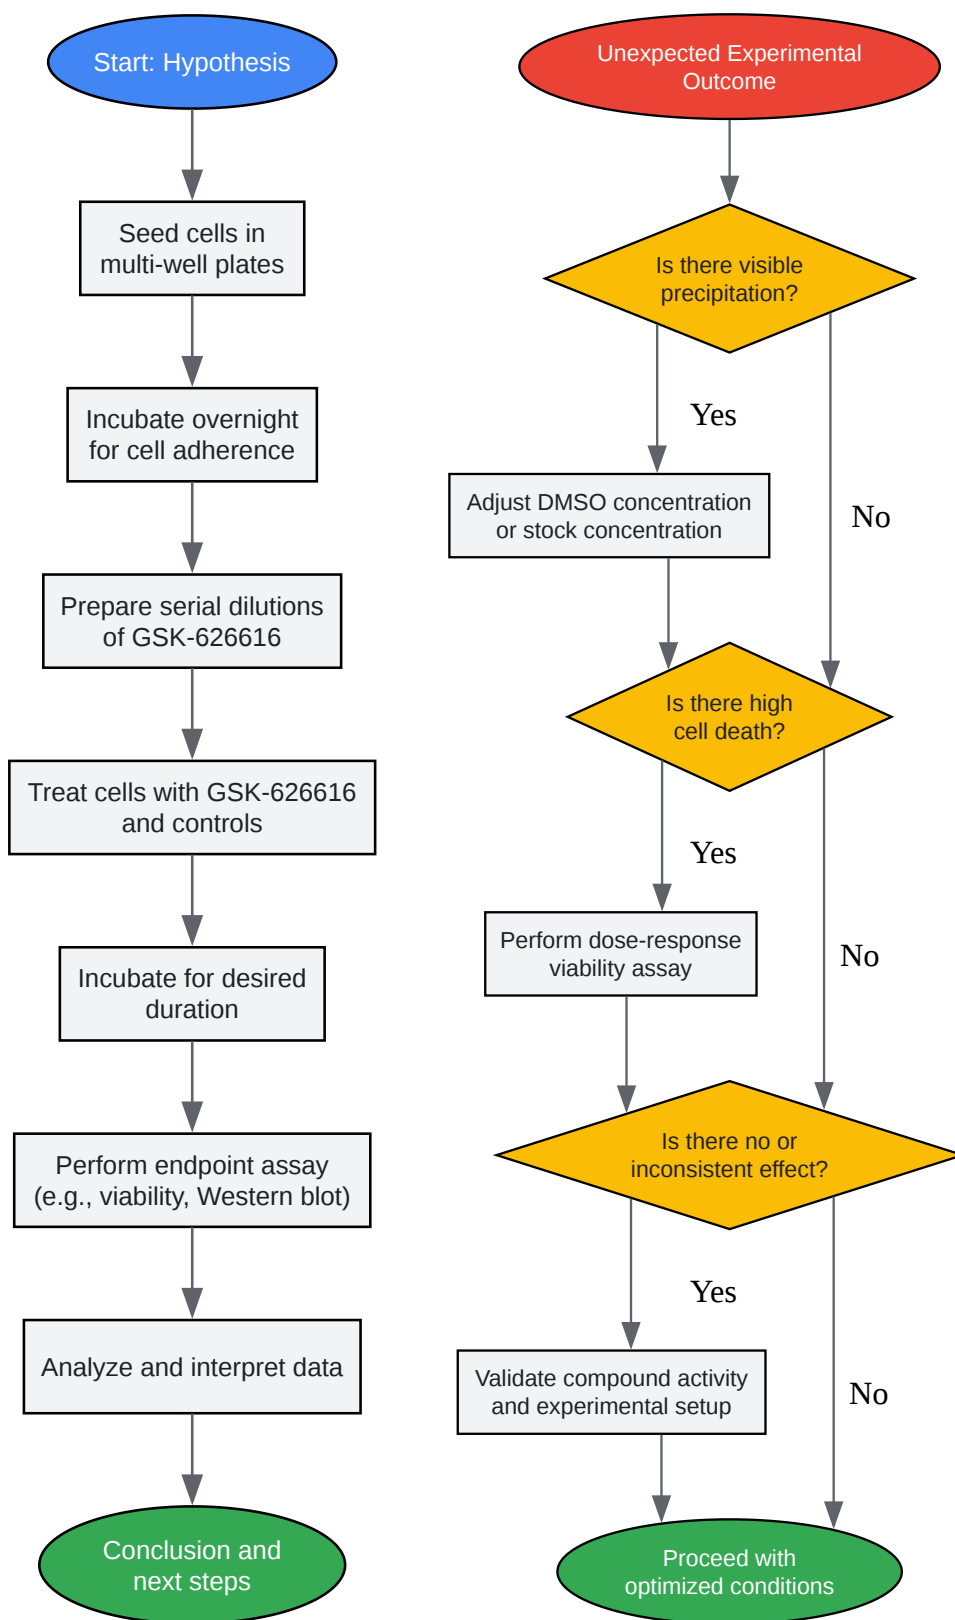 Start: Hypothesis
Seed cells in
multi-well plates
Incubate overnight
for cell adherence
Prepare serial dilutions
of GSK-626616
Treat cells with GSK-626616
and controls
Incubate for desired
duration
Perform endpoint assay
(e.g., viability, Western blot)
Analyze and interpret data
Conclusion and
next steps
Unexpected Experimental
Outcome
Is there visible
precipitation?
Yes
Adjust DMSO concentration
or stock concentration
No
Is there high
cell death?
Yes
Perform dose-response
viability assay
No
Is there no or
inconsistent effect?
Yes
Validate compound activity
and experimental setup
No
Proceed with
optimized conditions